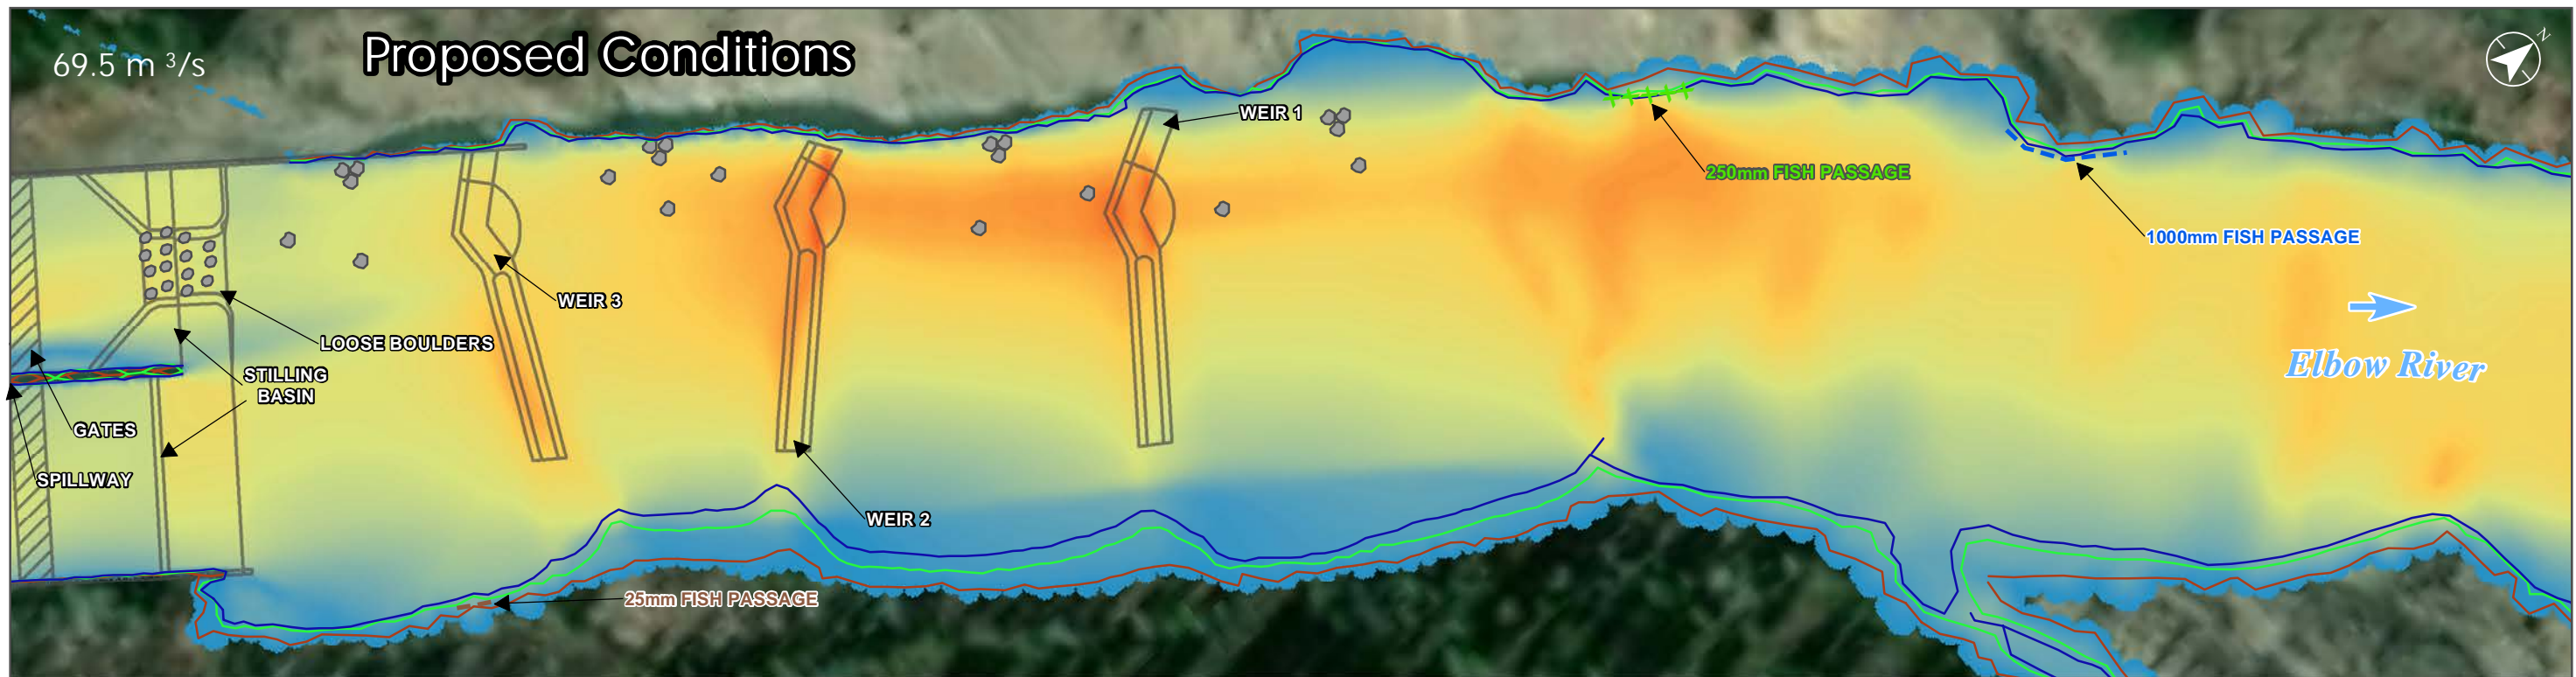 Proposed Conditions
69.5 m ³/s
N
WEIR 1
250mm FISH PASSAGE
1000mm FISH PASSAGE
WEIR 3
LOOSE BOULDERS
STILLING
BASIN
Elbow River
GATES
SPILLWAY
WEIR 2
25mm FISH PASSAGE